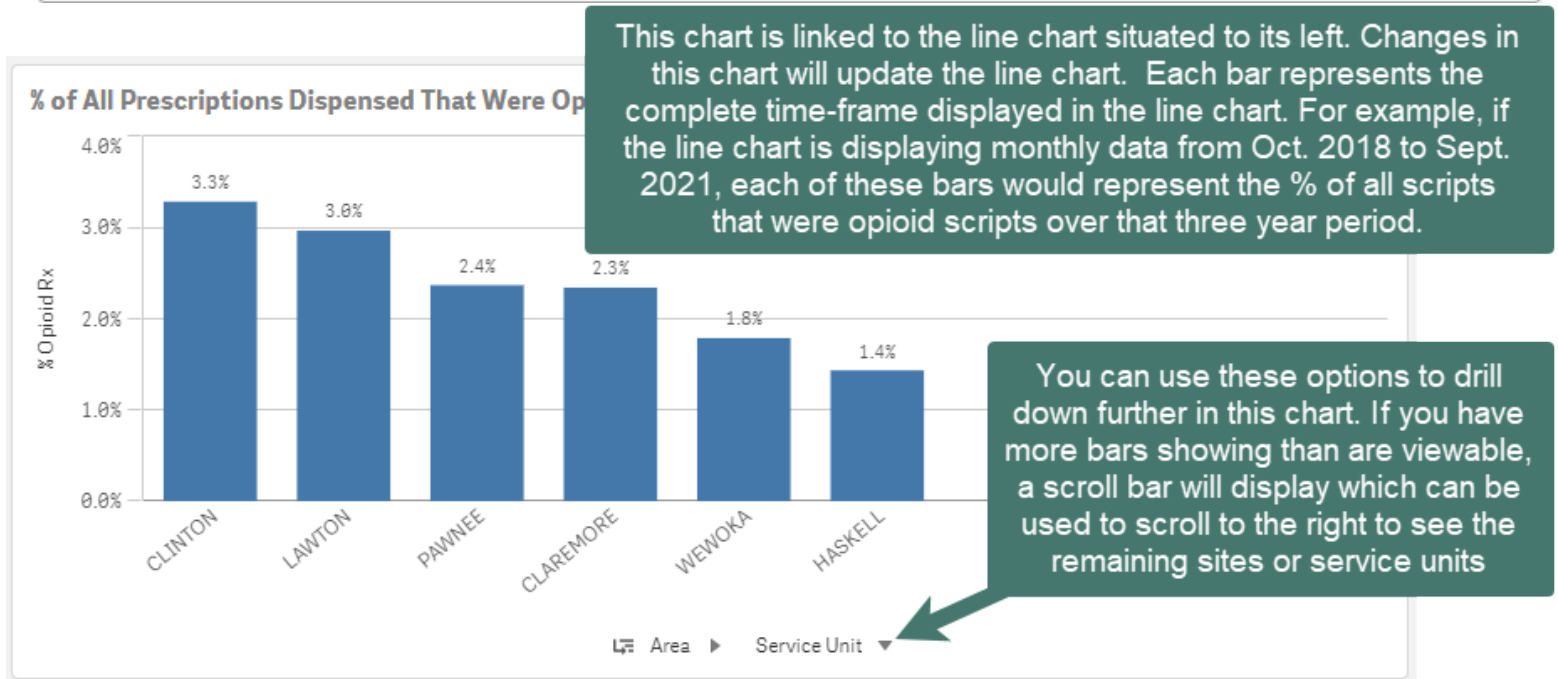 This chart is linked to the line chart situated to its left. Changes in
this chart will update the line chart.  Each bar represents the
complete time-frame displayed in the line chart. For example, if
the line chart is displaying monthly data from Oct. 2018 to Sept.
2021, each of these bars would represent the % of all scripts
that were opioid scripts over that three year period.
% of All Prescriptions Dispensed That Were Op
% Opioid Rx
4.0%
3.0%
2.0%
1.0%
0.0%
3.3%
3.0%
2.4%
2.3%
1.8%
1.4%
CLINTON
LAWTON
PAWNEE
CLAREMORE
WEWOKA
HASKELL
You can use these options to drill
down further in this chart. If you have
more bars showing than are viewable,
a scroll bar will display which can be
used to scroll to the right to see the
remaining sites or service units
Area Service Unit